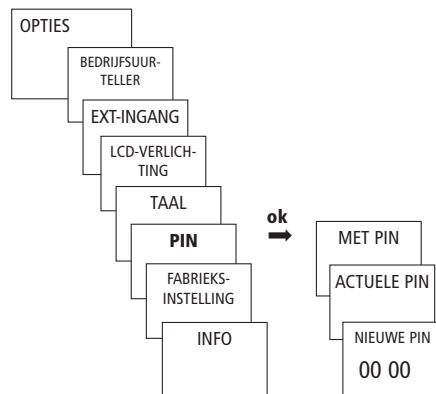 OPTIES
BEDRIJFSUUR-
TELLER
EXT-INGANG
LCD-VERLICH-
TING
TAAL
PIN
FABRIEKS-
INSTELLING
INFO
ok
MET PIN
ACTUELE PIN
NIEUWE PIN
00 00